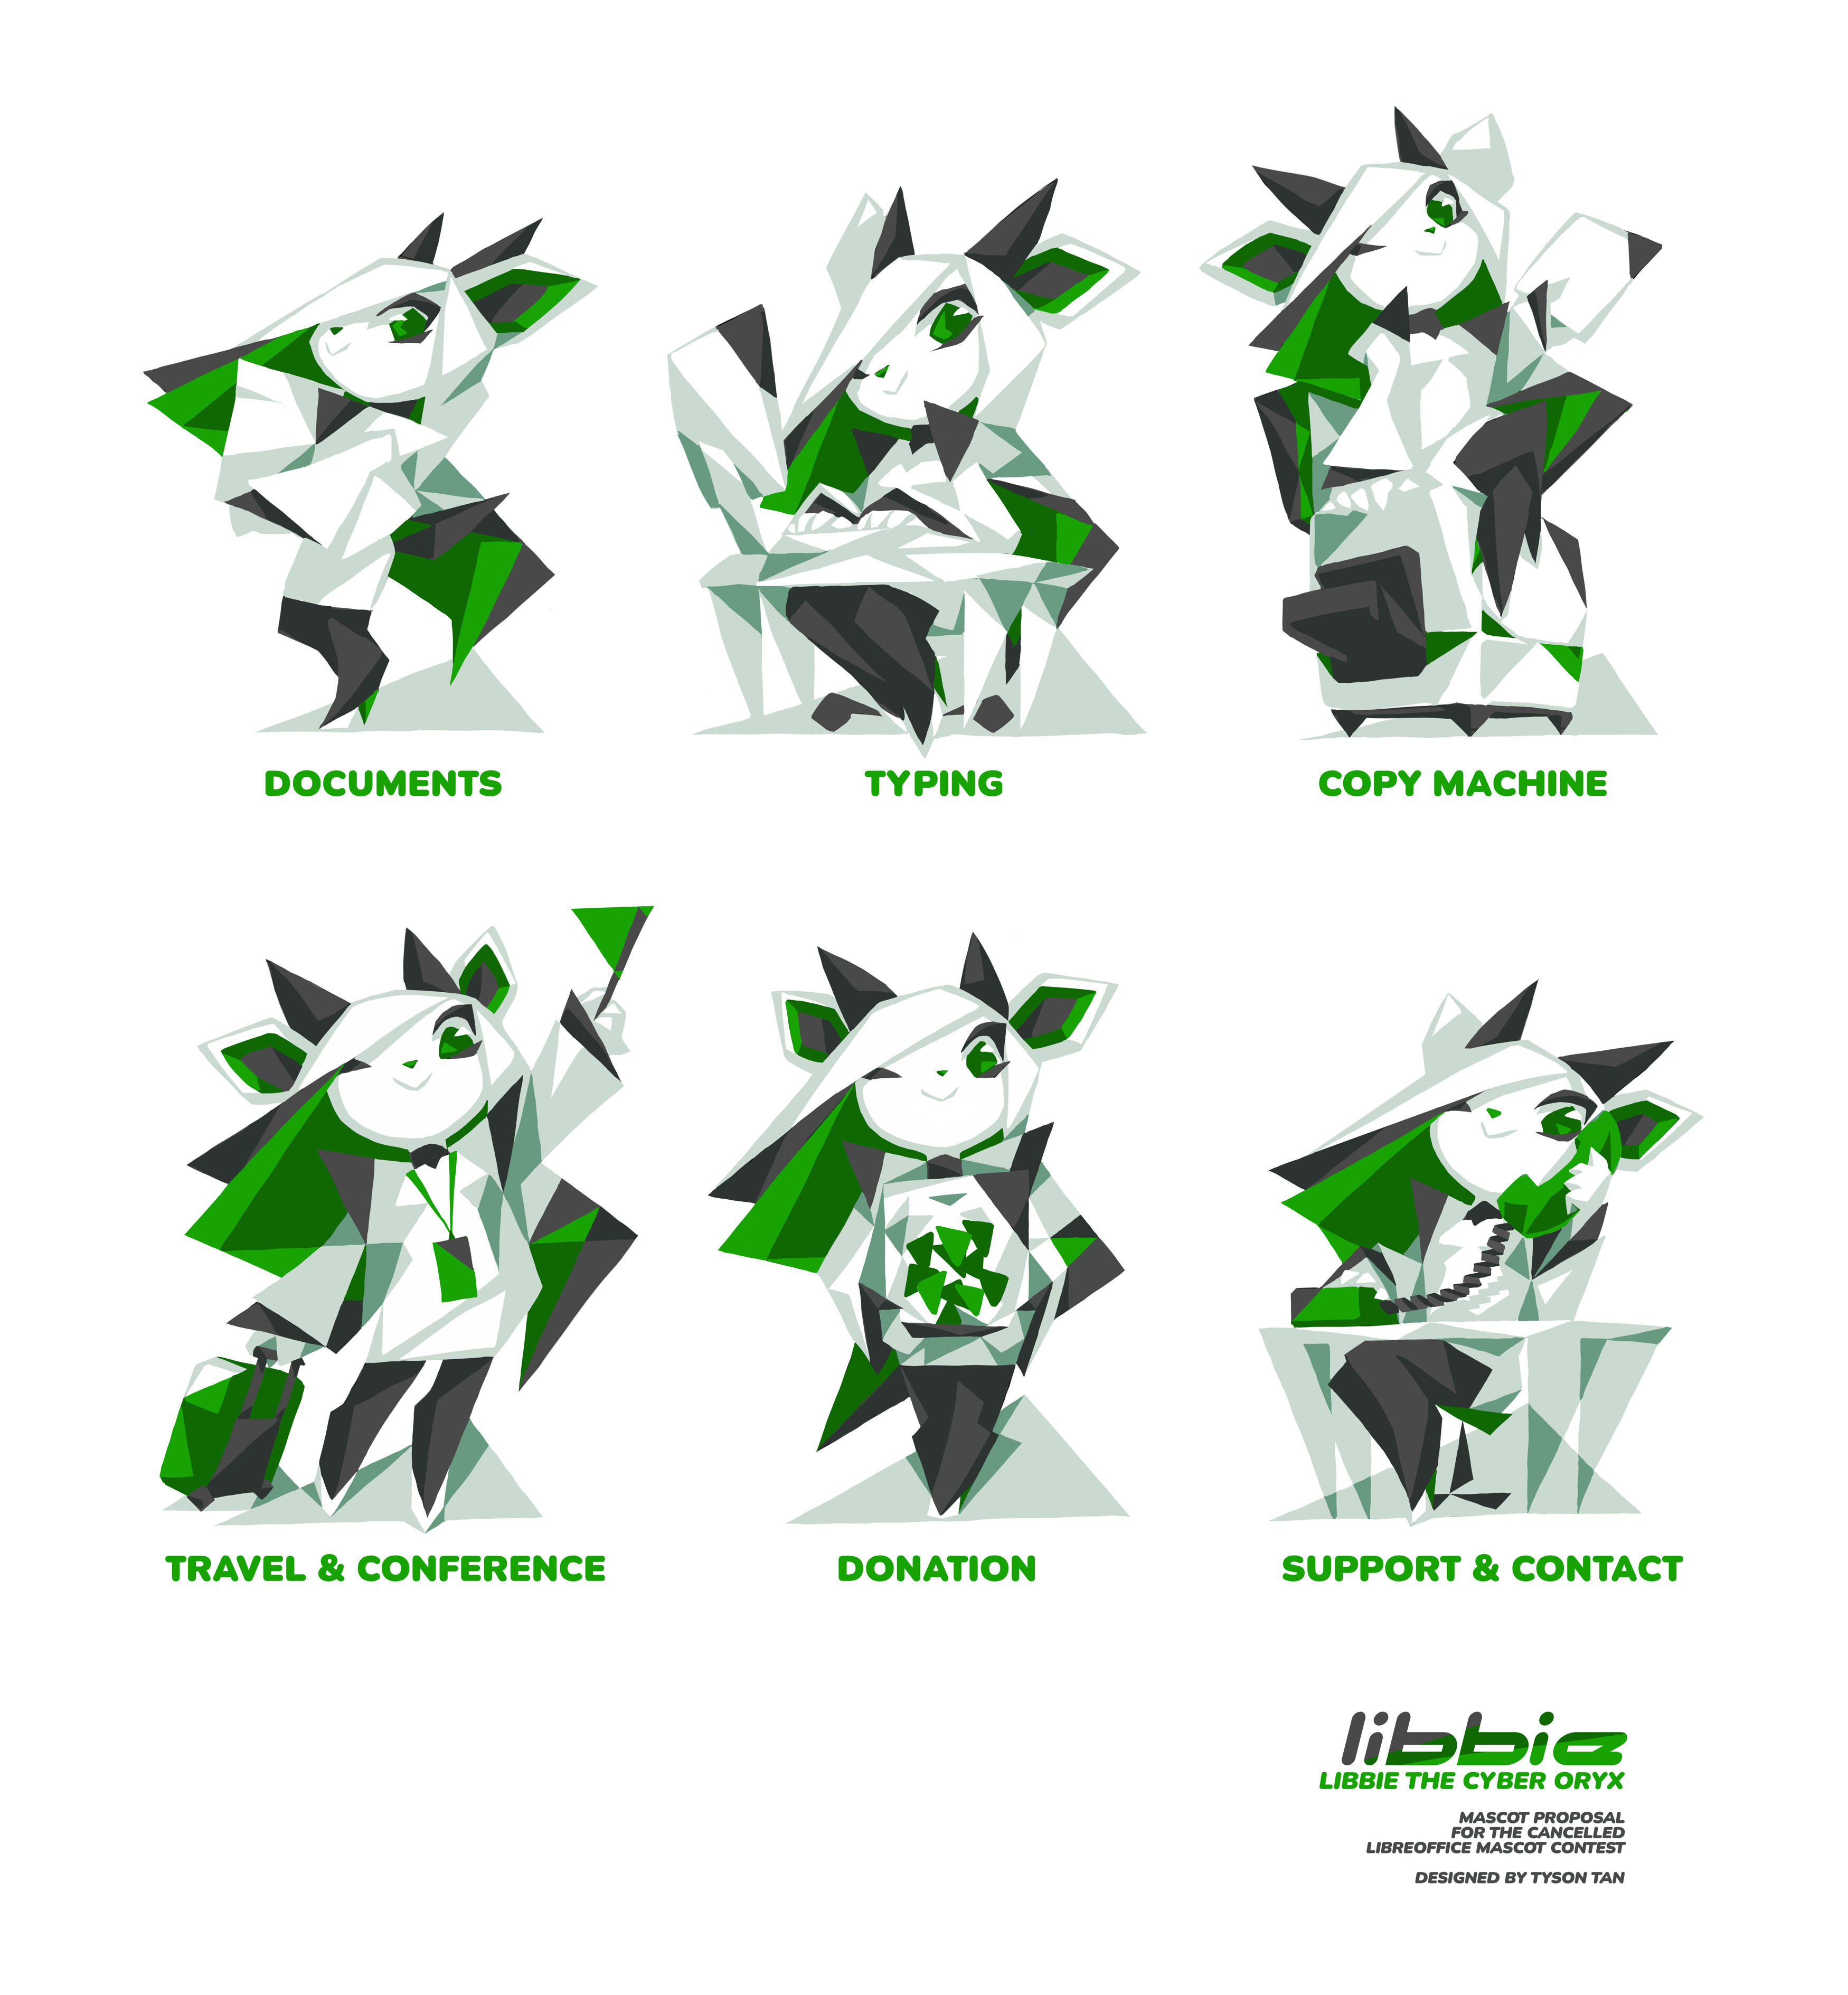 DOCUMENTS
TYPING
COPY MACHINE
TRAVEL & CONFERENCE
DONATION
SUPPORT & CONTACT
libbie
LIBBIE THE CYBER ORYX
MASCOT PROPOSAL
FOR THE CANCELLED
LIBREOFFICE MASCOT CONTEST
DESIGNED BY TYSON TAN